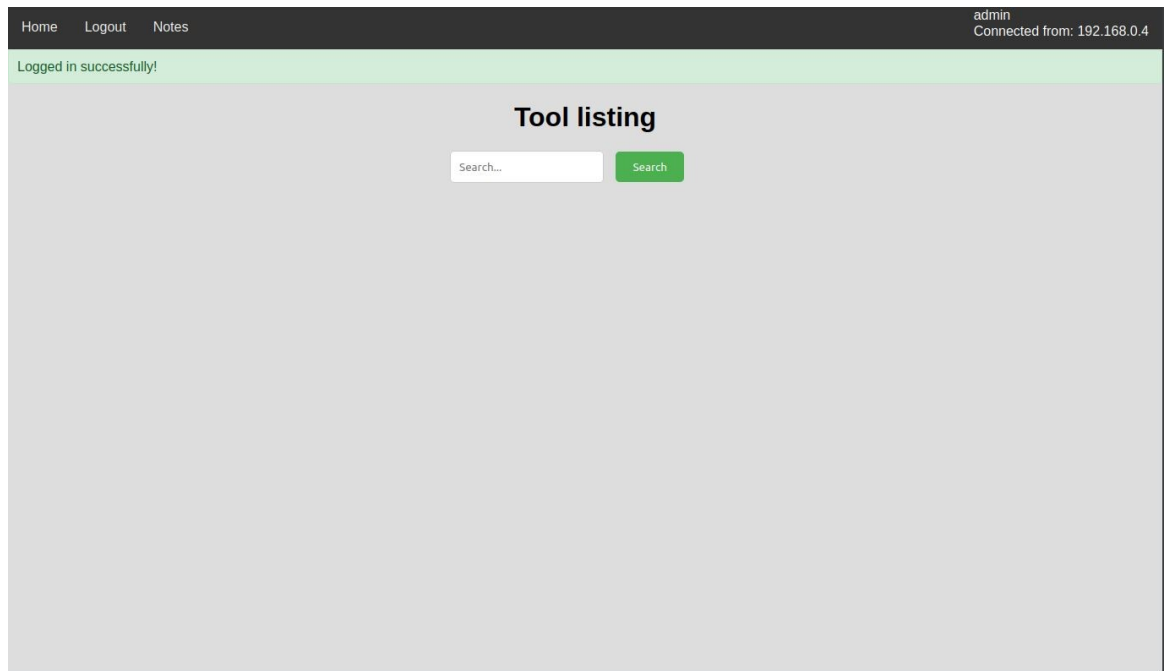 Home Logout Notes
admin
Connected from: 192.168.0.4
Logged in successfully!
Tool listing
Search... Search